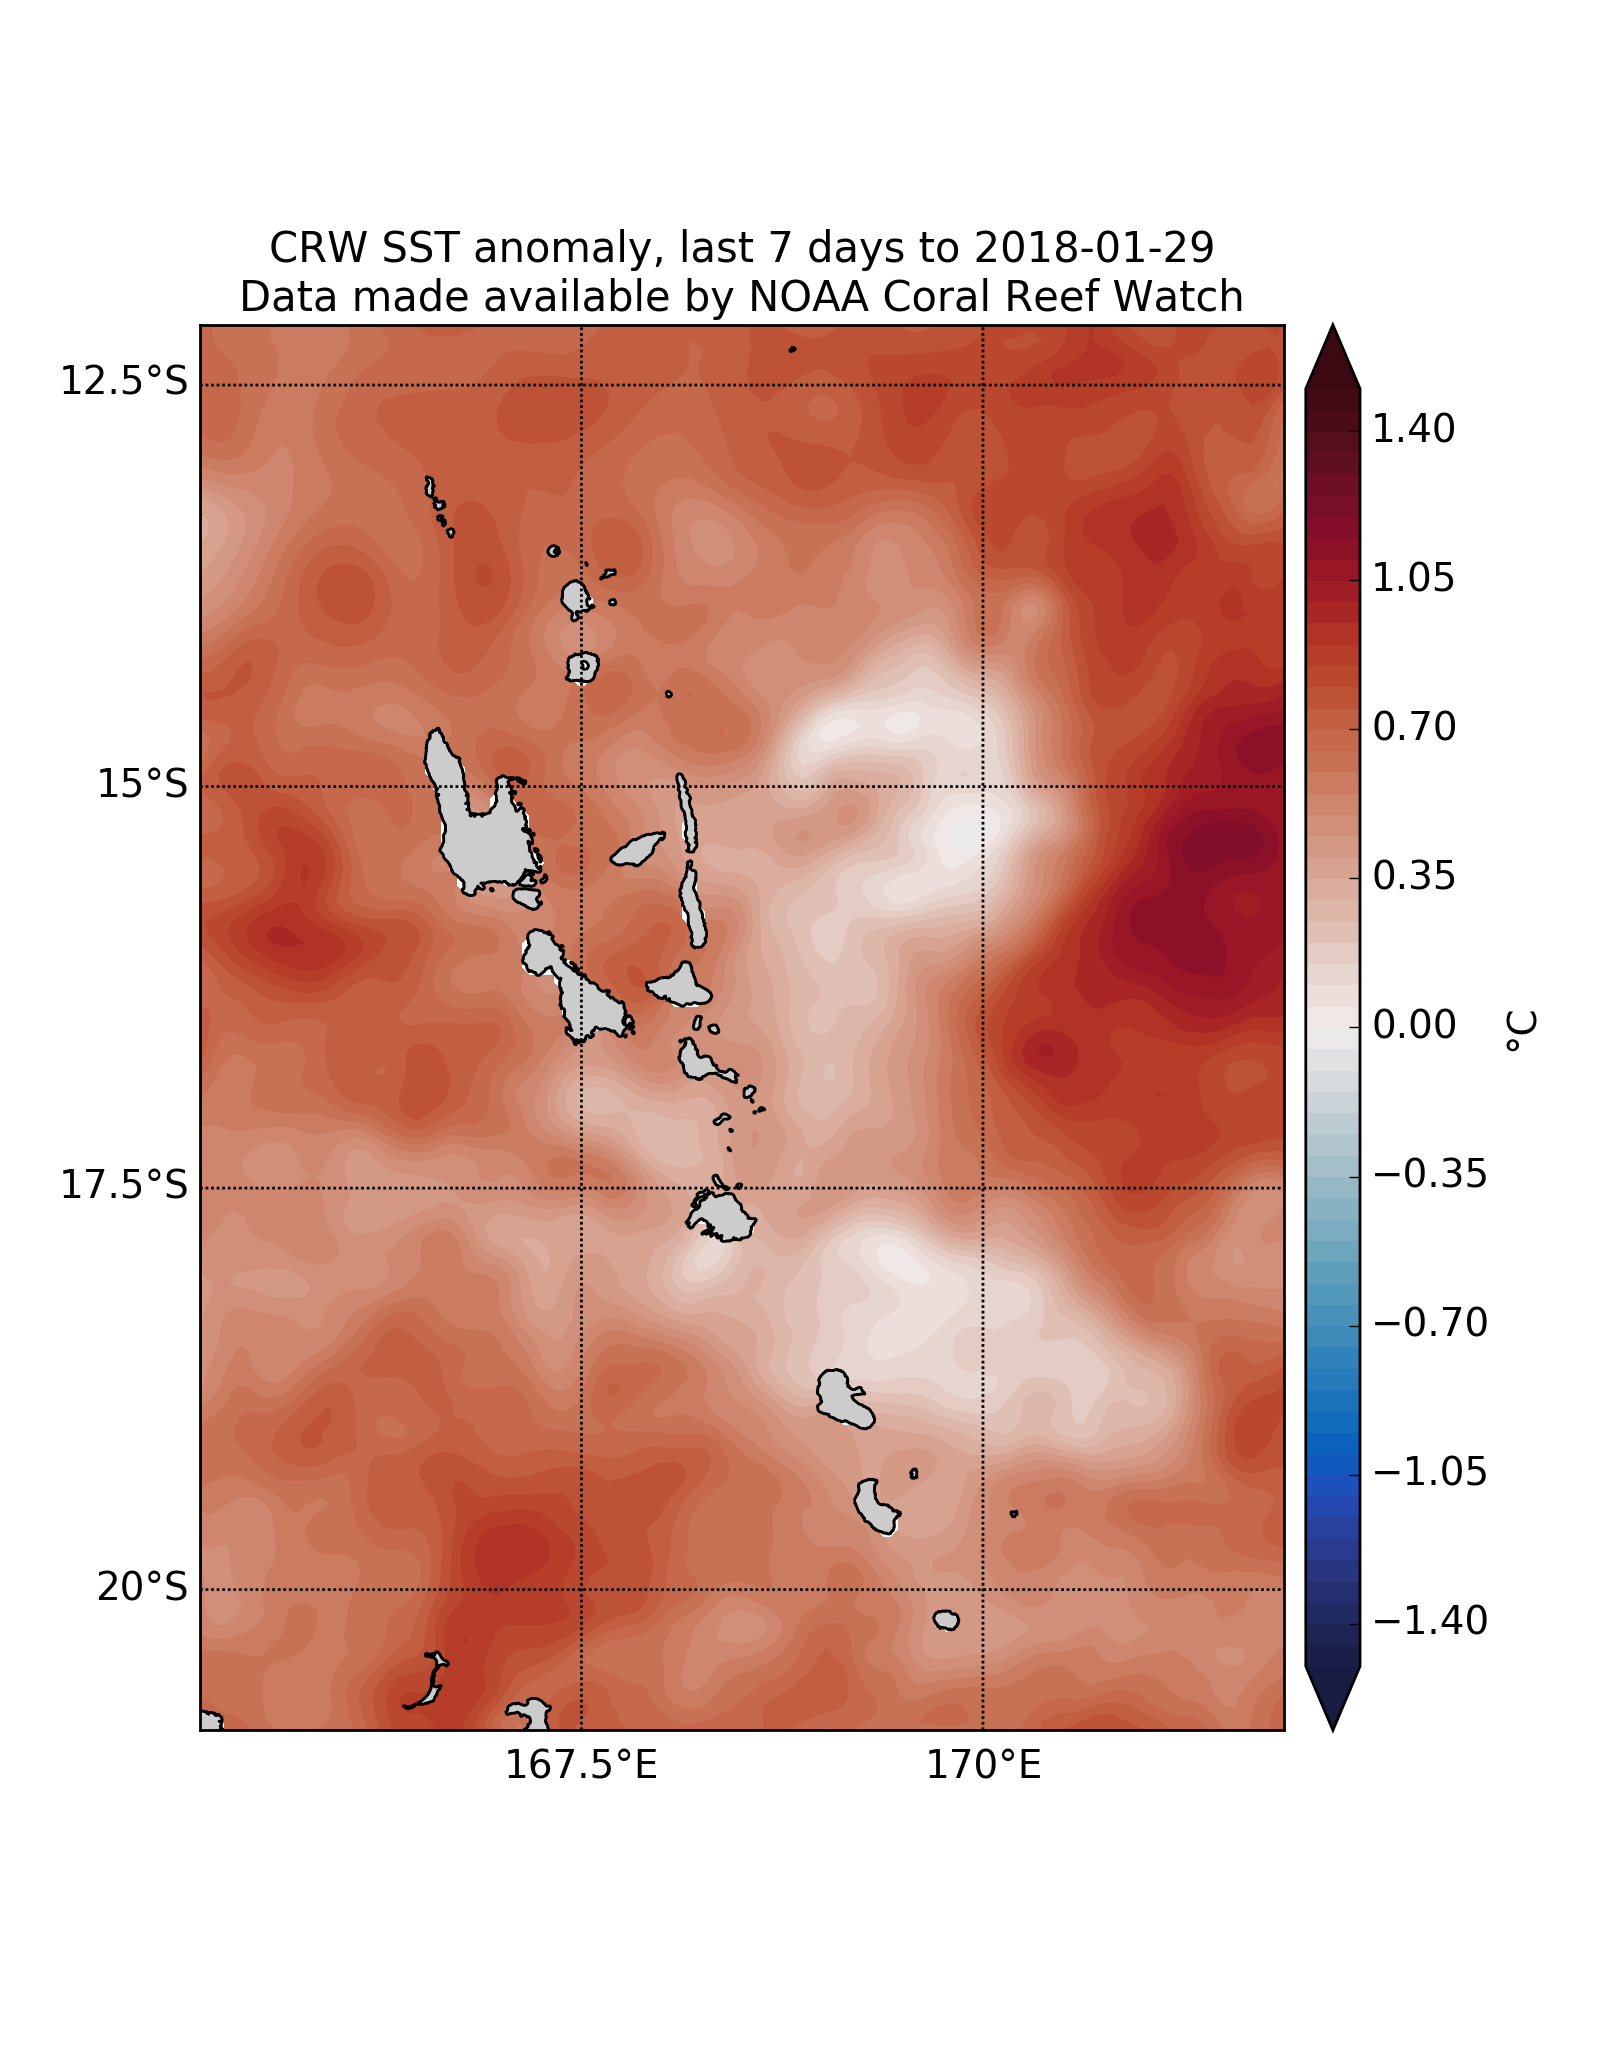 CRW SST anomaly, last 7 days to 2018-01-29
Data made available by NOAA Coral Reef Watch
12.5°S
15°S
17.5°S
20°S
167.5°E
170°E
1.40
1.05
0.70
0.35
0.00
−0.35
−0.70
−1.05
−1.40
°C